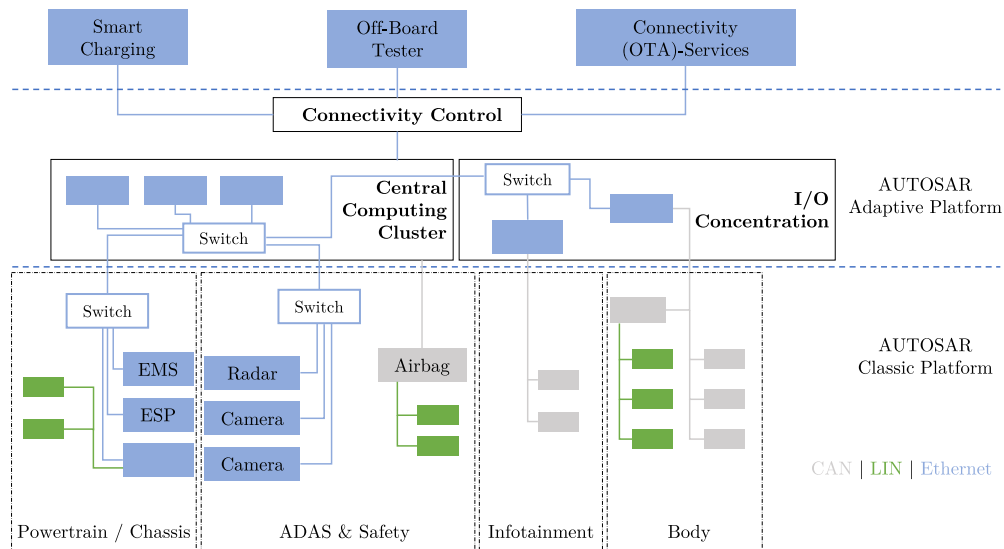 Smart
Charging
Off-Board
Tester
Connectivity
(OTA)-Services
Connectivity Control
Central
Computing
Cluster
Switch
Switch
I/O
Concentration
AUTOSAR
Adaptive Platform
Switch
EMS
ESP
Switch
Radar
Camera
Camera
Airbag
AUTOSAR
Classic Platform
CAN | LIN | Ethernet
Powertrain / Chassis
ADAS & Safety
Infotainment
Body